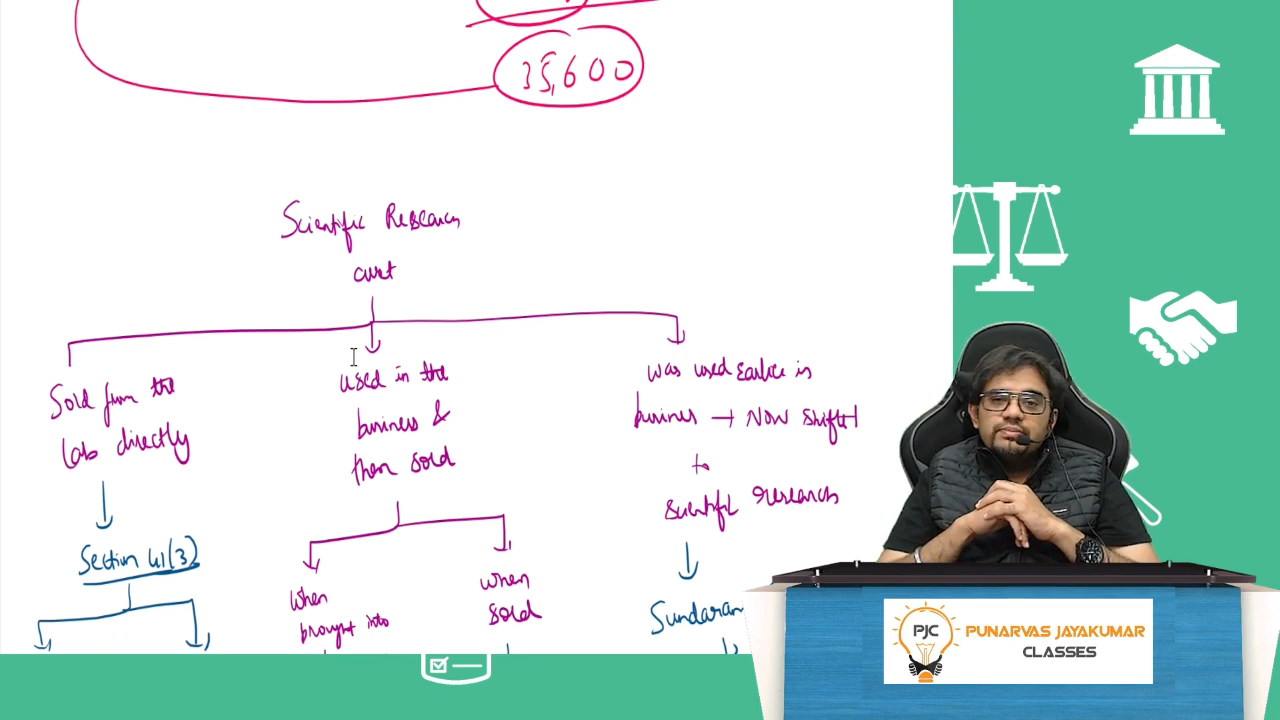 35,600
Scientific Research
asset
Sold from the
Lab directly
Section 41(3)
used in the
business &
then sold
when
brought into
when
sold
was used Earlier is
business → Now shifted
to
scientific research
Sundaram
PJC
PUNARVAS JAYAKUMAR
CLASSES